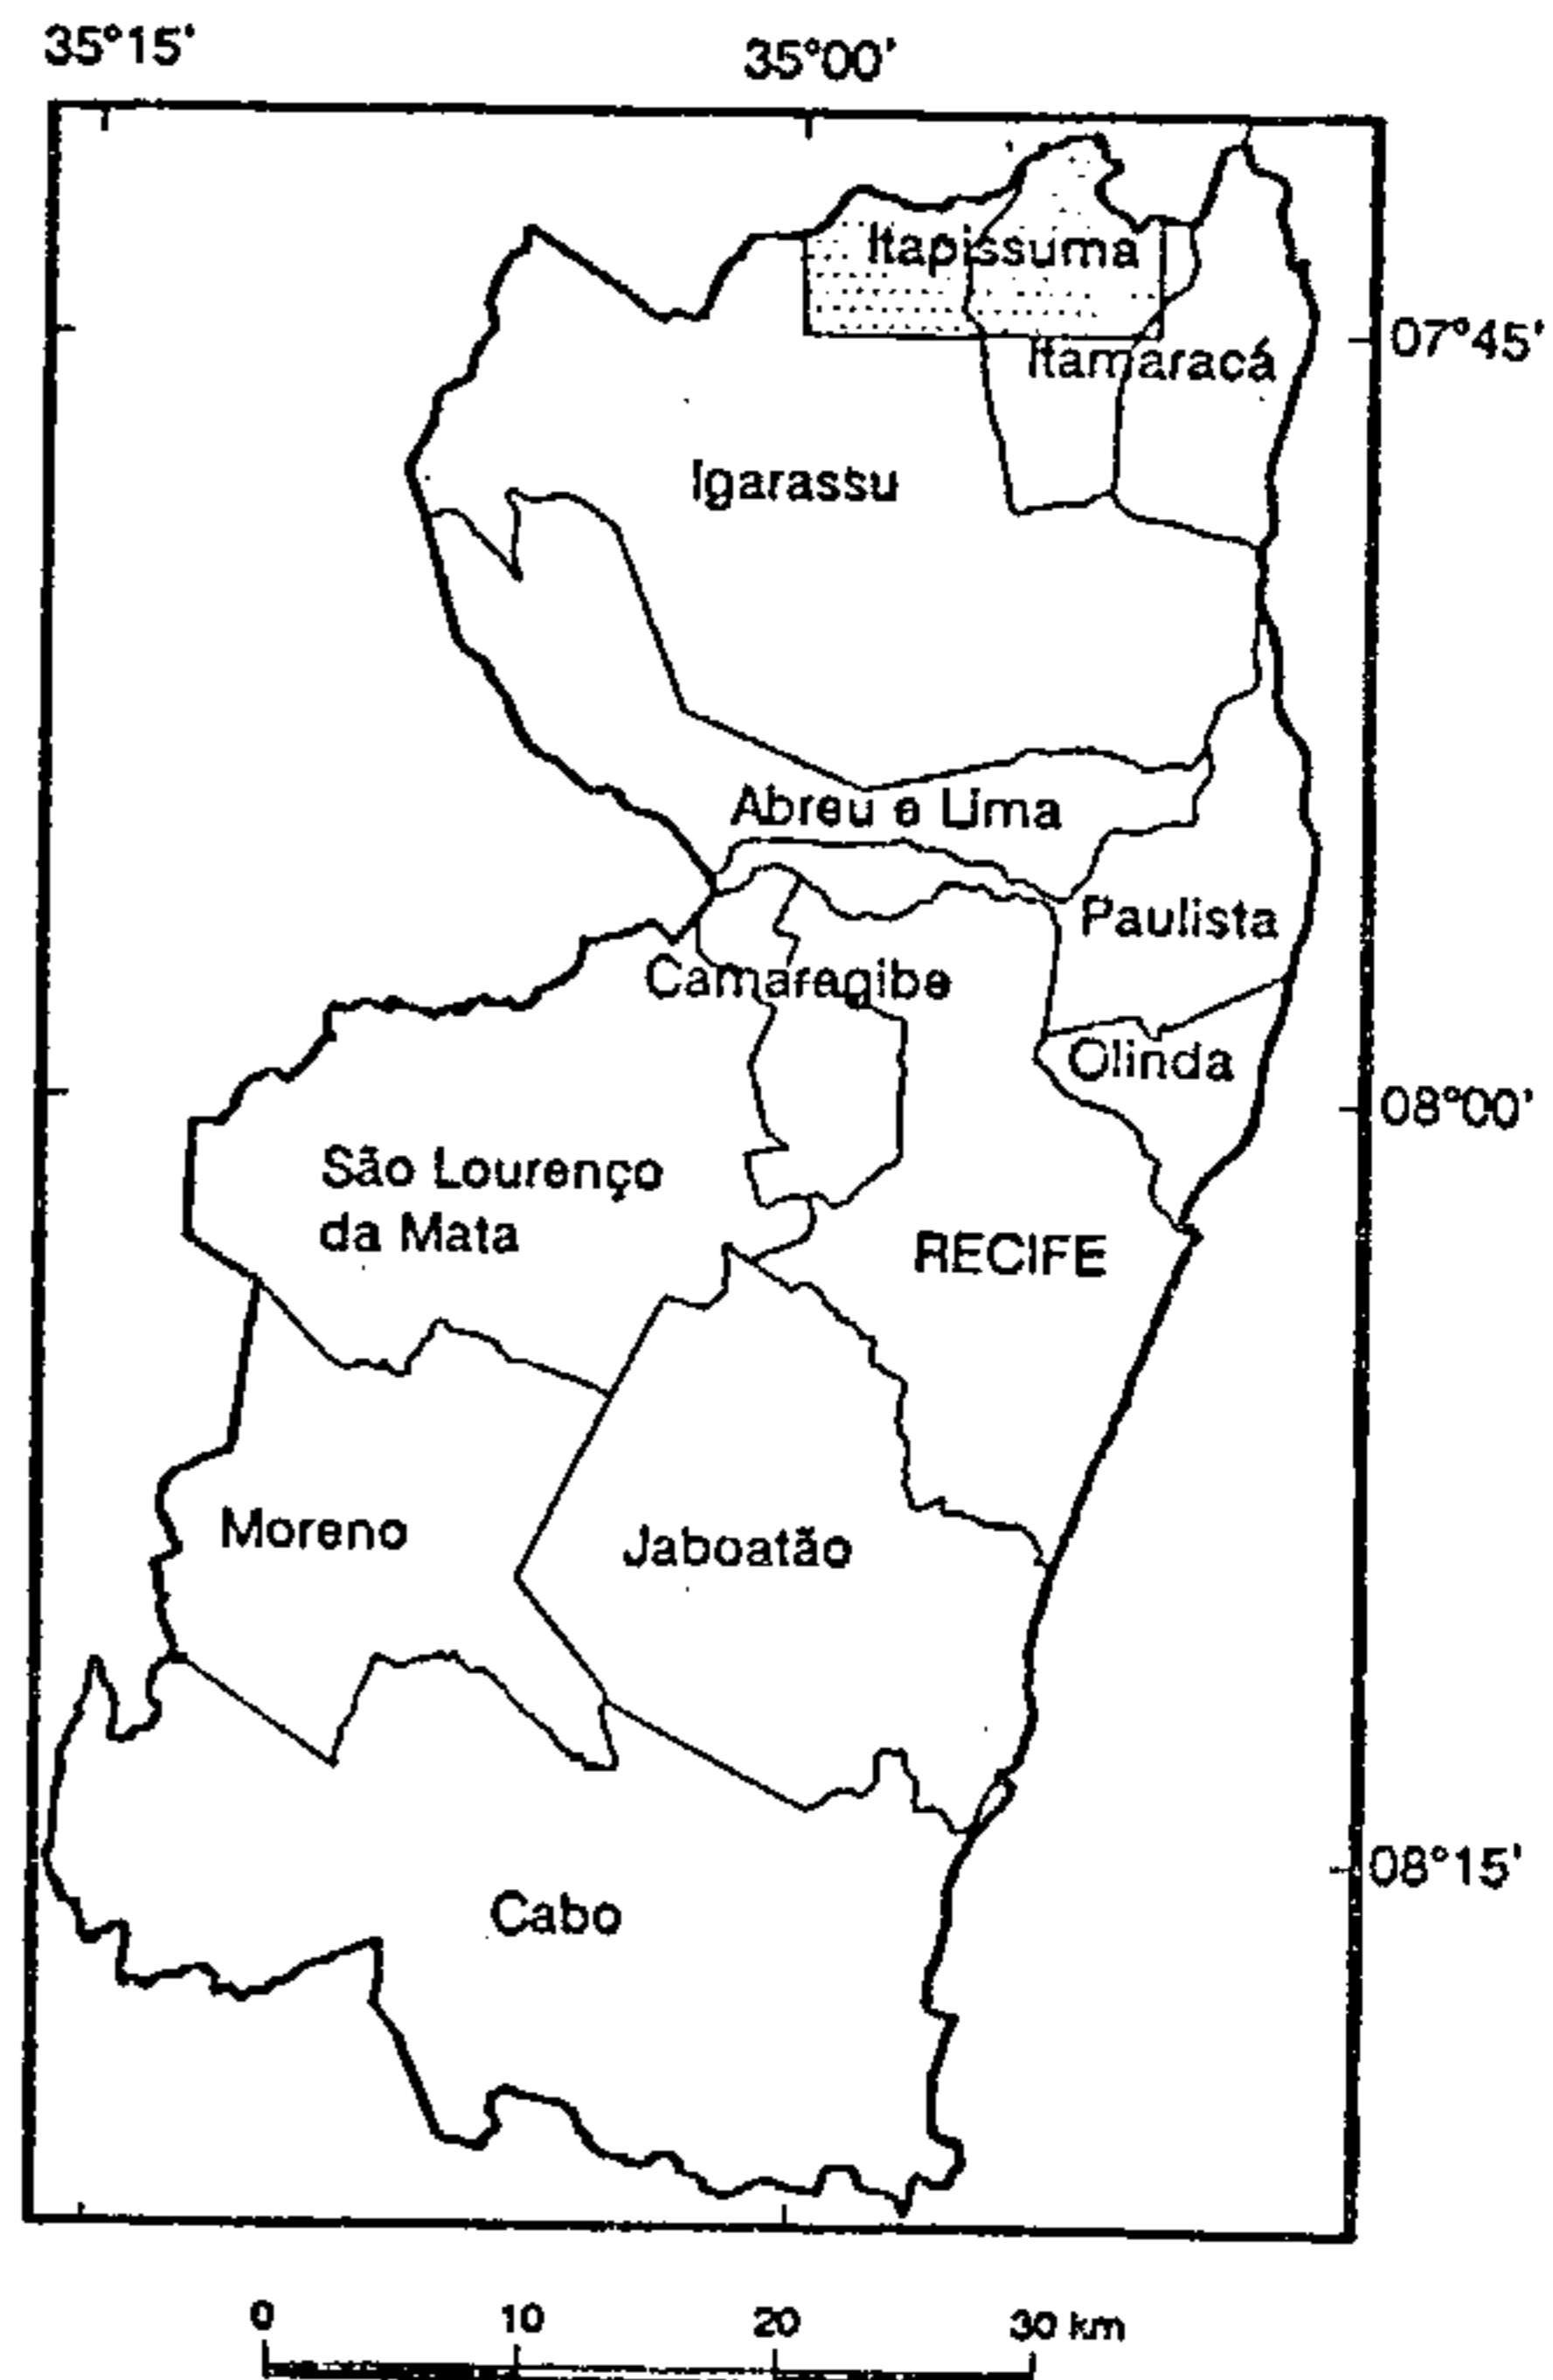 35°15'
35°00'
Itapissuma
07°45'
Itamaracá
Igarassu
Abreu e Lima
Paulista
Camaragibe
Olinda
08°00'
São Lourenço
da Mata
RECIFE
Moreno
Jaboatão
08°15'
Cabo
0 10 20 30 km